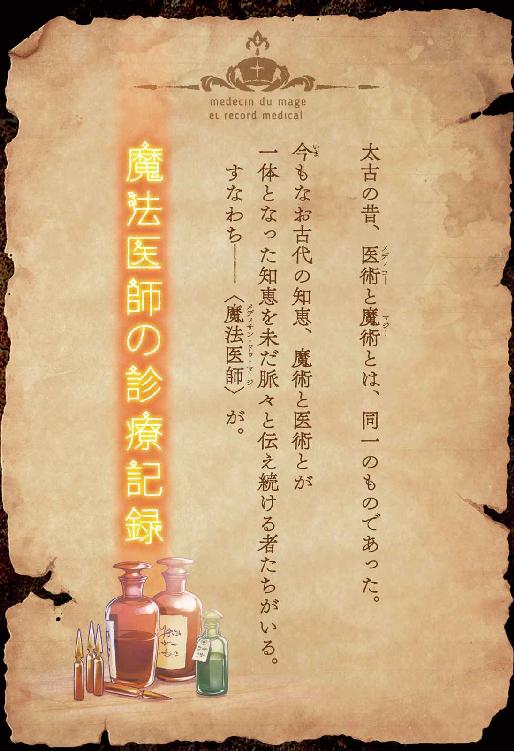 medecin du mage
et record medical
太古の昔、医術と魔術とは、同一のものであった。
今もなお古代の知恵、魔術と医術とが
一体となった知恵を未だ脈々と伝え続ける者たちがいる。
すなわち――〈魔法医師〉が。
魔法医師の診療記録